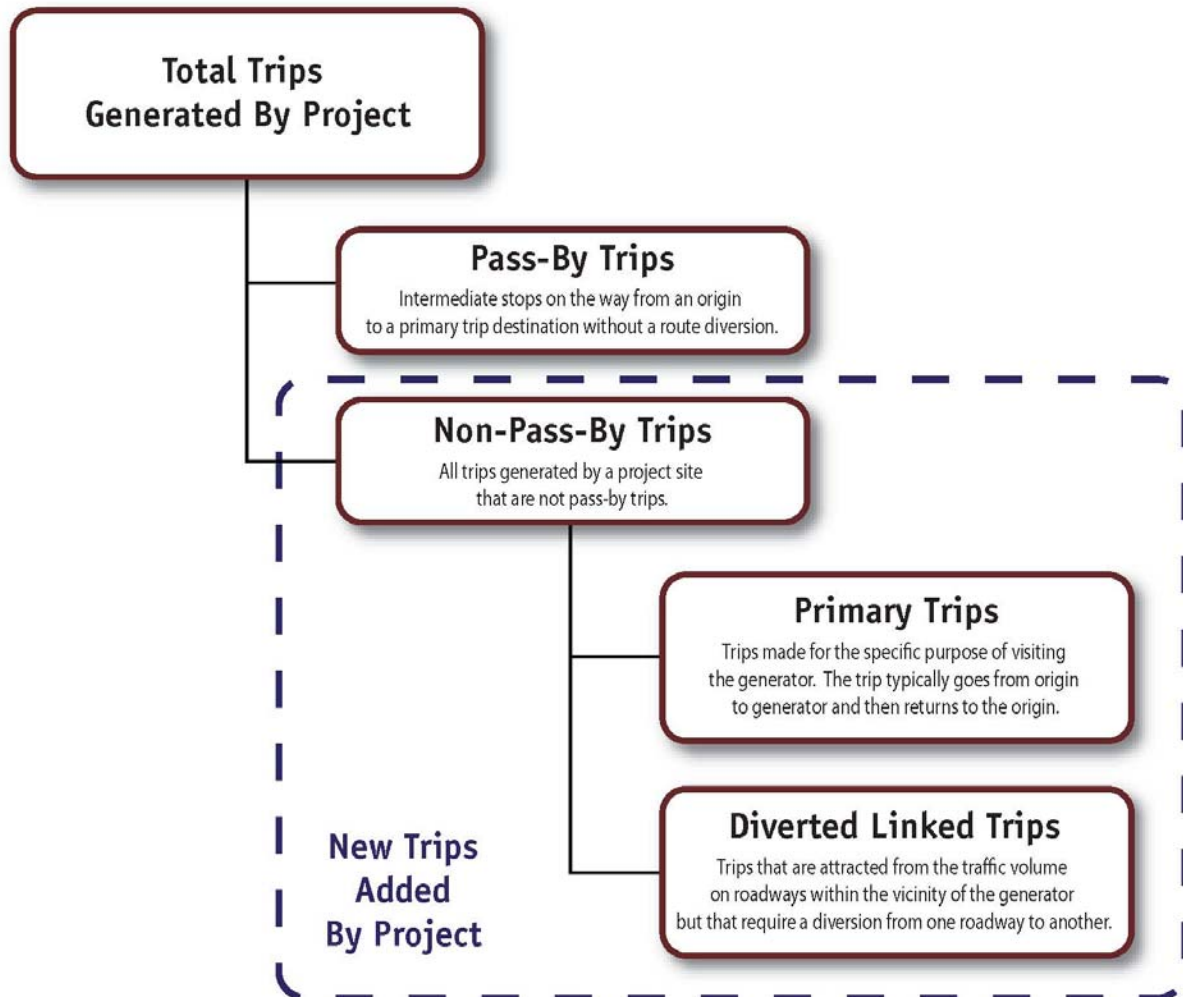 Total Trips
Generated By Project
Pass-By Trips
Intermediate stops on the way from an origin
to a primary trip destination without a route diversion.
Non-Pass-By Trips
All trips generated by a project site
that are not pass-by trips.
Primary Trips
Trips made for the specific purpose of visiting
the generator. The trip typically goes from origin
to generator and then returns to the origin.
Diverted Linked Trips
Trips that are attracted from the traffic volume
on roadways within the vicinity of the generator
but that require a diversion from one roadway to another.
New Trips
Added
By Project